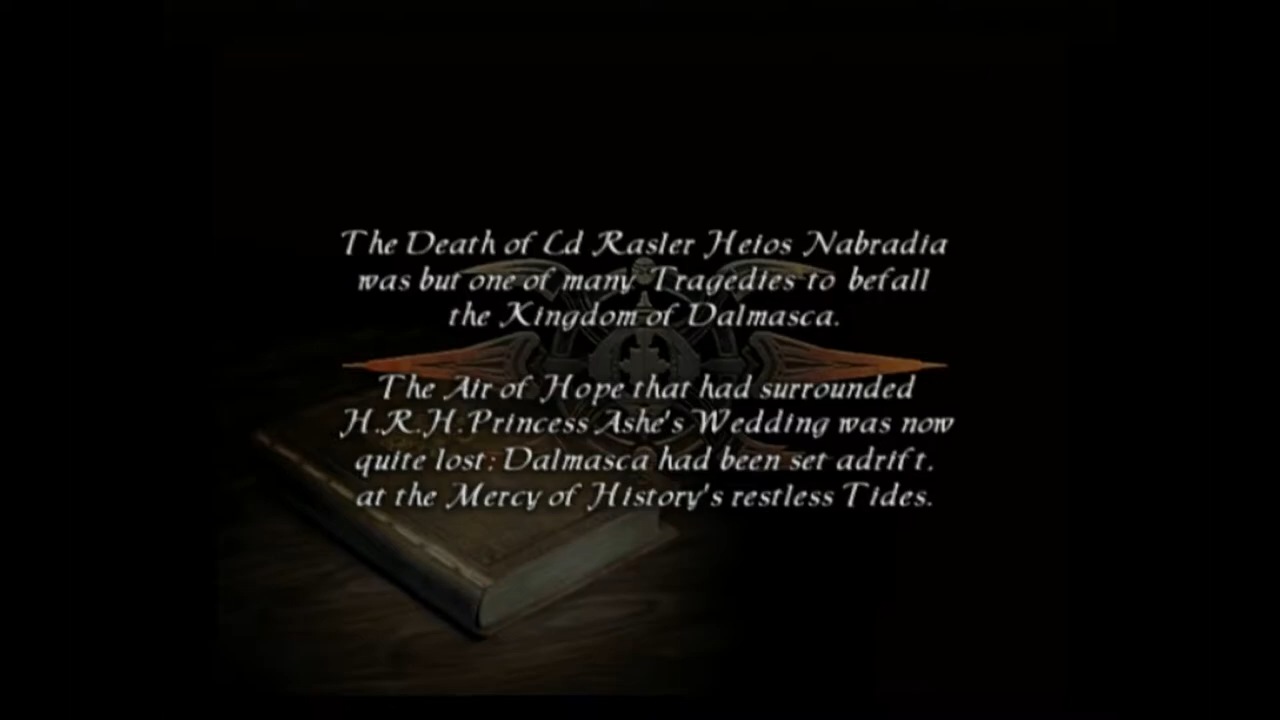 The Death of Ld Rasler Heios Nabradia
was but one of many Tragedies to befall
the Kingdom of Dalmasca.
The Air of Hope that had surrounded
H.R.H.Princess Ashe's Wedding was now
quite lost; Dalmasca had been set adrift,
at the Mercy of History's restless Tides.